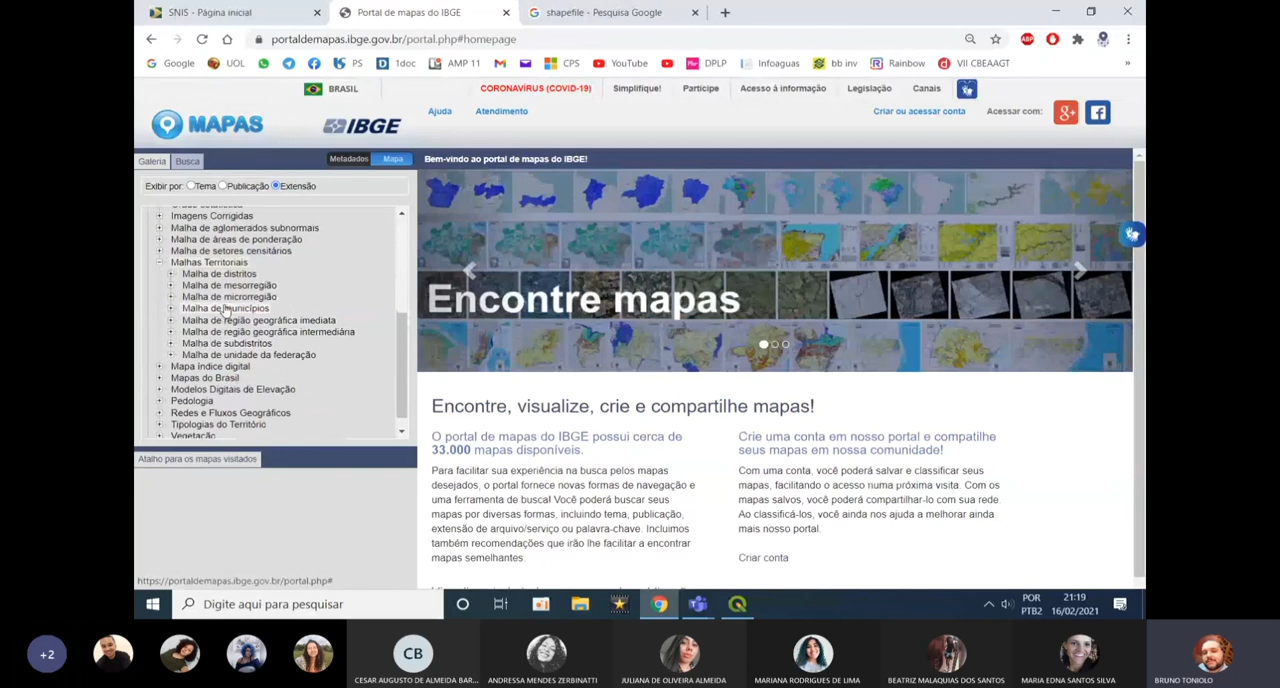 SNIS - Página inicial
Portal de mapas do IBGE
shapefile - Pesquisa Google
portaldemapas.ibge.gov.br/portal.php#homepage
ABP
Google UOL PS 1doc AMP 11 CPS YouTube DPLP Infoaguas bb inv Rainbow VII CBEAAGT »
BRASIL CORONAVÍRUS (COVID-19) Simplifique! Participe Acesso à informação Legislação Canais
MAPAS IBGE Ajuda Atendimento Criar ou acessar conta Acessar com:
Galeria Busca Metadados Mapa Bem-vindo ao portal de mapas do IBGE!
Exibir por: Tema Publicação Extensão
Imagens Corrigidas
Malha de aglomerados subnormais
Malha de áreas de ponderação
Malha de setores censitários
Malhas Territoriais
Malha de distritos
Malha de mesorregião
Malha de microrregião
Malha de municípios
Malha de região geográfica imediata
Malha de região geográfica intermediária
Malha de subdistritos
Malha de unidade da federação
Mapa índice digital
Mapas do Brasil
Modelos Digitais de Elevação
Pedologia
Redes e Fluxos Geográficos
Tipologias do Território
Vegetação
Atalho para os mapas visitados
Encontre mapas
Encontre, visualize, crie e compartilhe mapas!
O portal de mapas do IBGE possui cerca de
33.000 mapas disponíveis.
Para facilitar sua experiência na busca pelos mapas
desejados, o portal fornece novas formas de navegação e
uma ferramenta de busca! Você poderá buscar seus
mapas por diversas formas, incluindo tema, publicação,
extensão de arquivo/serviço ou palavra-chave. Incluimos
também recomendações que irão lhe facilitar a encontrar
mapas semelhantes.
Crie uma conta em nosso portal e compatilhe
seus mapas em nossa comunidade!
Com uma conta, você poderá salvar e classificar seus
mapas, facilitando o acesso numa próxima visita. Com os
mapas salvos, você poderá compartilhar-lo com sua rede.
Ao classificá-los, você ainda nos ajuda a melhorar ainda
mais nosso portal.
Criar conta
https://portaldemapas.ibge.gov.br/portal.php#
Digite aqui para pesquisar
POR
PTB2
21:19
16/02/2021
+2
CB
CESAR AUGUSTO DE ALMEIDA BAR...
ANDRESSA MENDES ZERBINATTI
JULIANA DE OLIVEIRA ALMEIDA
MARIANA RODRIGUES DE LIMA
BEATRIZ MALAQUIAS DOS SANTOS
MARIA EDNA SANTOS SILVA
BRUNO TONIOLO